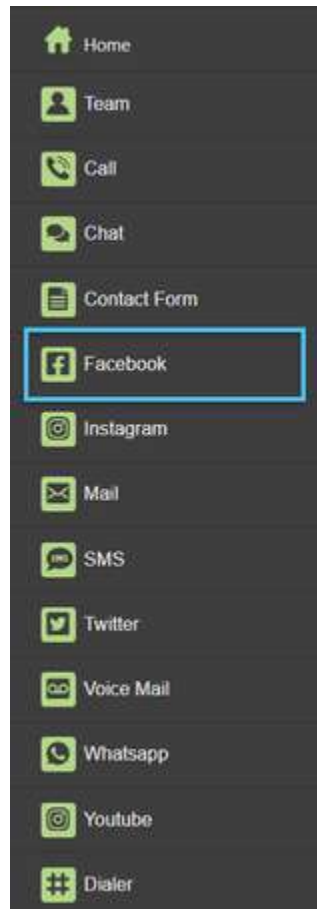 Home
Team
Call
Chat
Contact Form
Facebook
Instagram
Mail
SMS
Twitter
Voice Mail
Whatsapp
Youtube
Dialer